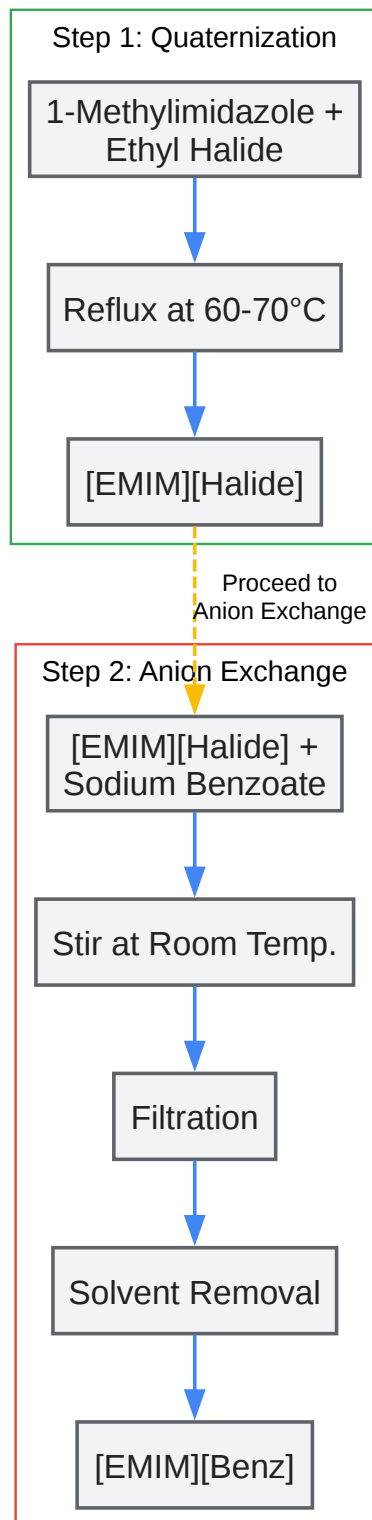 Step 1: Quaternization
1-Methylimidazole +
Ethyl Halide
Reflux at 60-70°C
[EMIM][Halide]
Proceed to
Anion Exchange
Step 2: Anion Exchange
[EMIM][Halide] +
Sodium Benzoate
Stir at Room Temp.
Filtration
Solvent Removal
[EMIM][Benz]